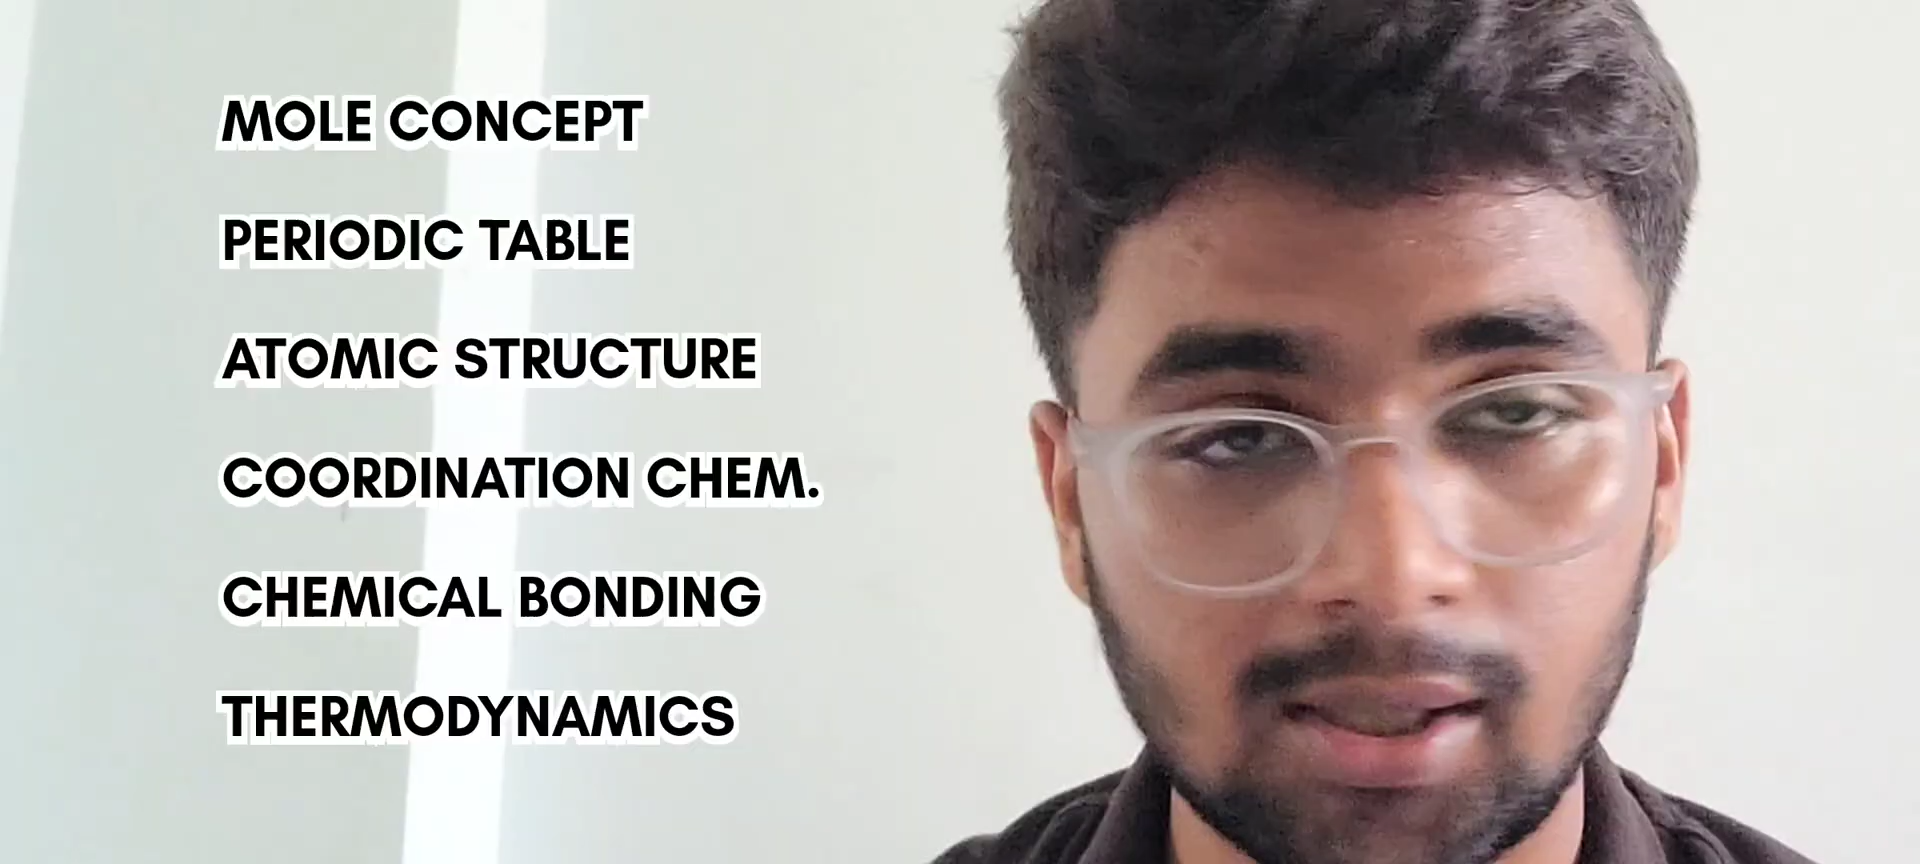 MOLE CONCEPT
PERIODIC TABLE
ATOMIC STRUCTURE
COORDINATION CHEM.
CHEMICAL BONDING
THERMODYNAMICS